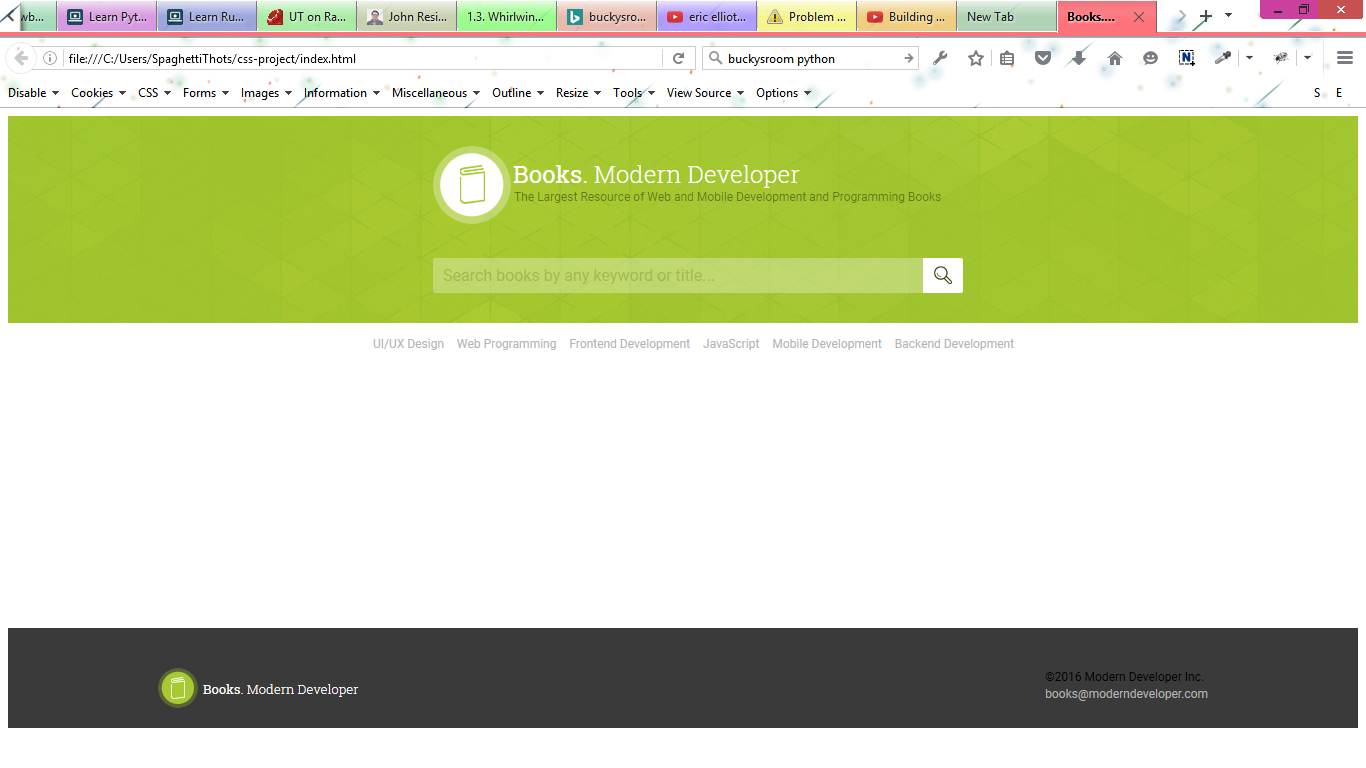 wb... Learn Pyt... Learn Ru... UT on Ra... John Resi... 1.3. Whirlwin... buckysro... eric elliot... Problem ... Building ... New Tab Books....
file:///C:/Users/SpaghettiThots/css-project/index.html buckysroom python
Disable Cookies CSS Forms Images Information Miscellaneous Outline Resize Tools View Source Options S E
Books. Modern Developer
The Largest Resource of Web and Mobile Development and Programming Books
Search books by any keyword or title...
UI/UX Design Web Programming Frontend Development JavaScript Mobile Development Backend Development
Books. Modern Developer
©2016 Modern Developer Inc.
books@moderndeveloper.com